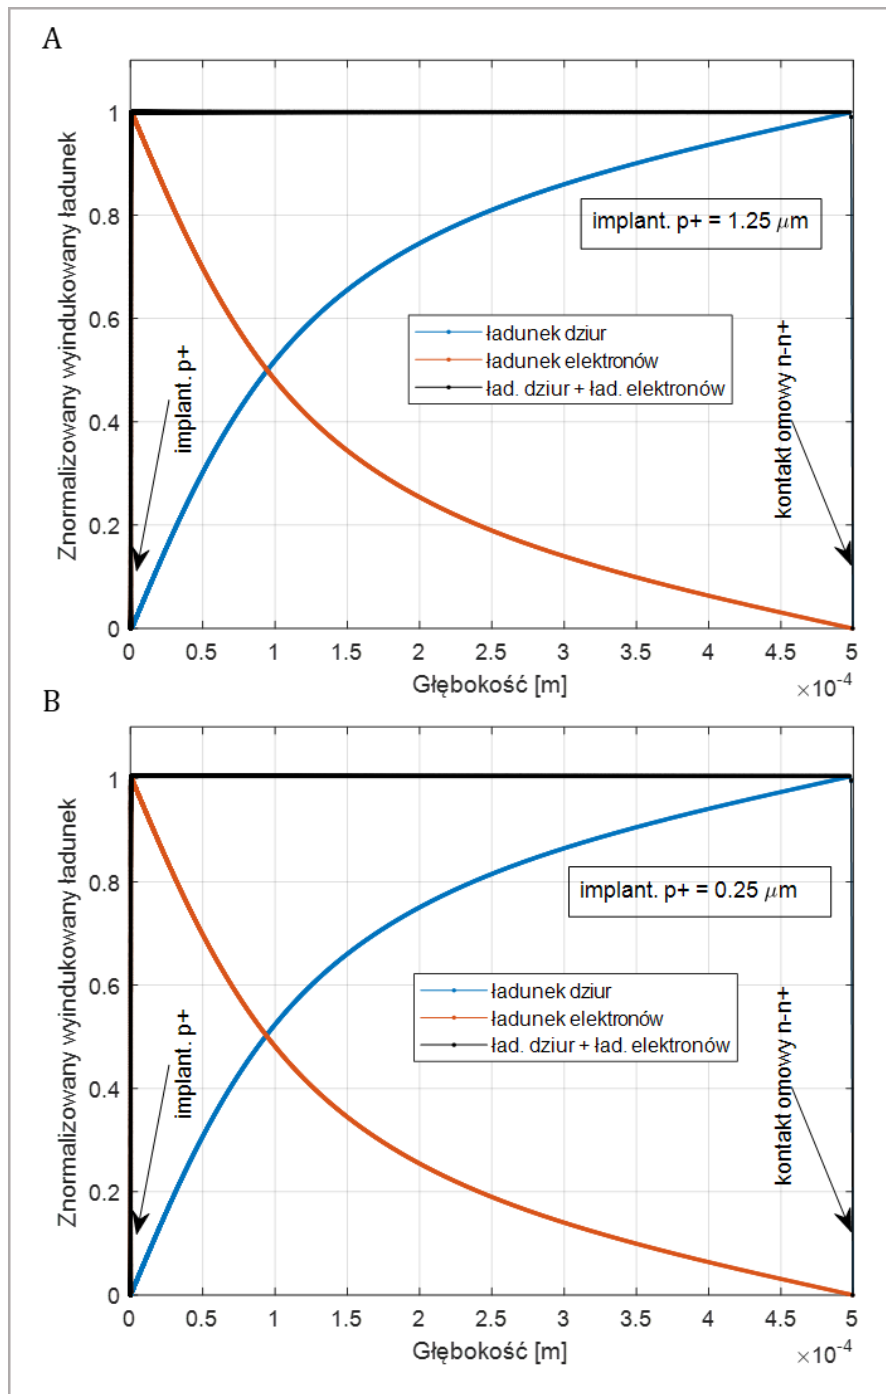 A
Znormalizowany wyindukowany ładunek
1
0.8
0.6
0.4
0.2
0
implant. p+ = 1.25 μm
ładunek dziur
ładunek elektronów
ład. dziur + ład. elektronów
implant. p+
kontakt omowy n-n+
0 0.5 1 1.5 2 2.5 3 3.5 4 4.5 5
Głębokość [m]
×10⁻⁴
B
Znormalizowany wyindukowany ładunek
1
0.8
0.6
0.4
0.2
0
implant. p+ = 0.25 μm
ładunek dziur
ładunek elektronów
ład. dziur + ład. elektronów
implant. p+
kontakt omowy n-n+
0 0.5 1 1.5 2 2.5 3 3.5 4 4.5 5
Głębokość [m]
×10⁻⁴